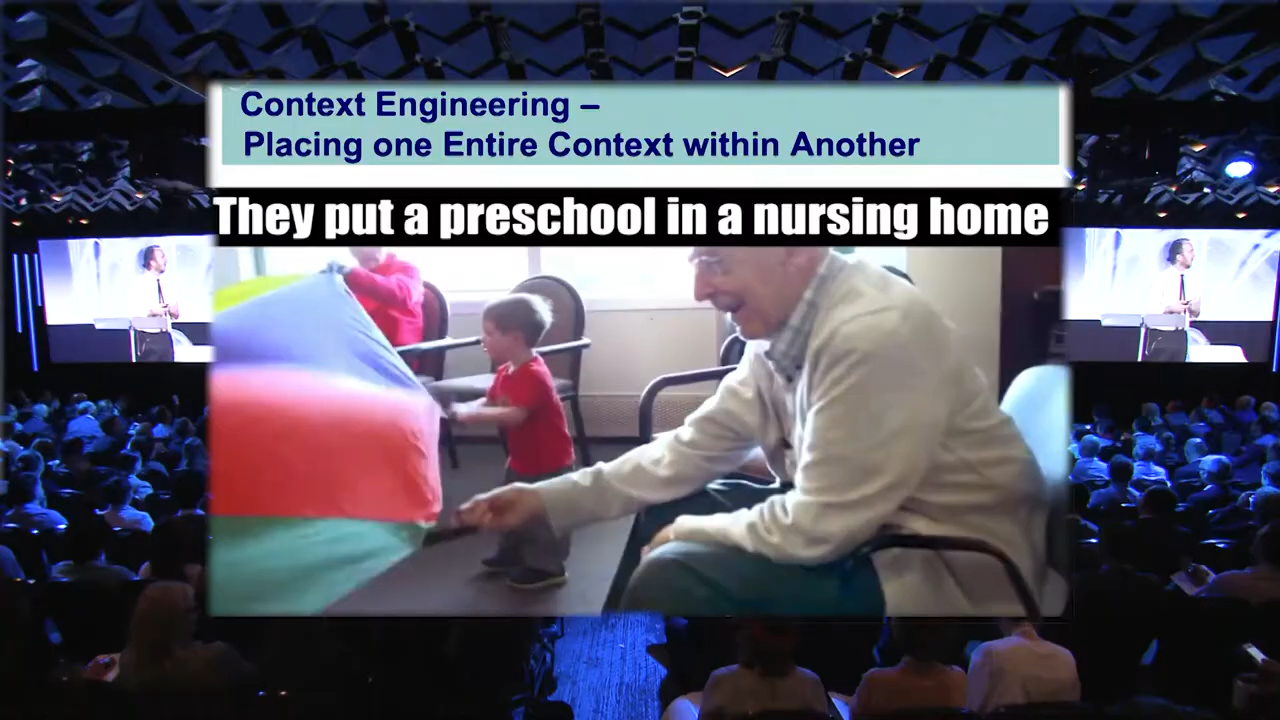 Context Engineering –
Placing one Entire Context within Another
They put a preschool in a nursing home